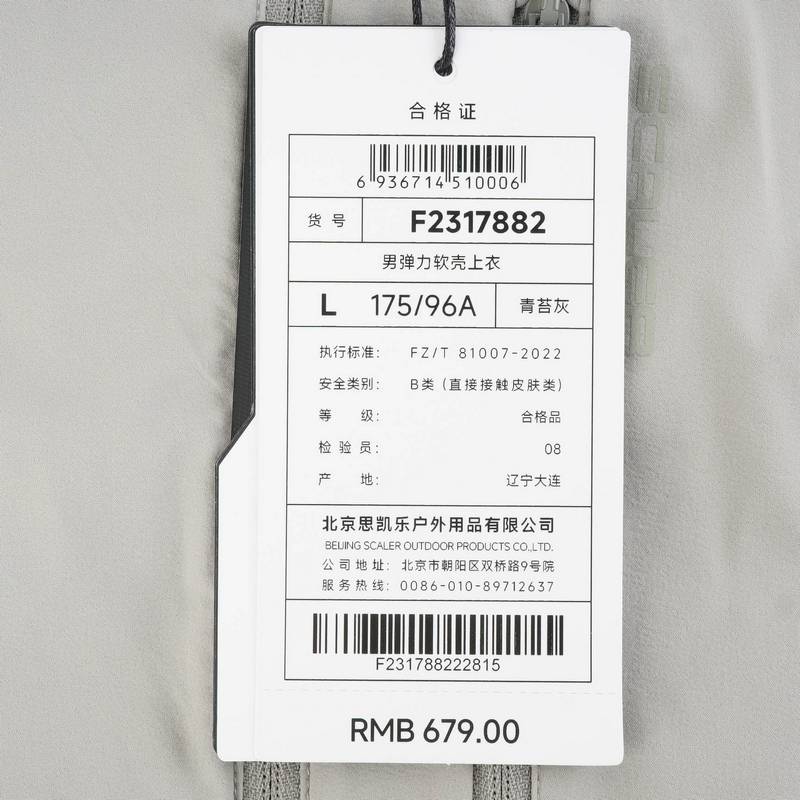 合格证
6 936714 510006
货号 F2317882
男弹力软壳上衣
L 175/96A 青苔灰
执行标准: FZ/T 81007-2022
安全类别: B类 (直接接触皮肤类)
等 级: 合格品
检验员: 08
产 地: 辽宁大连
北京思凯乐户外用品有限公司
BEIJING SCALER OUTDOOR PRODUCTS CO.,LTD.
公司地址: 北京市朝阳区双桥路9号院
服务热线: 0086-010-89712637
F231788222815
RMB 679.00
SCALER